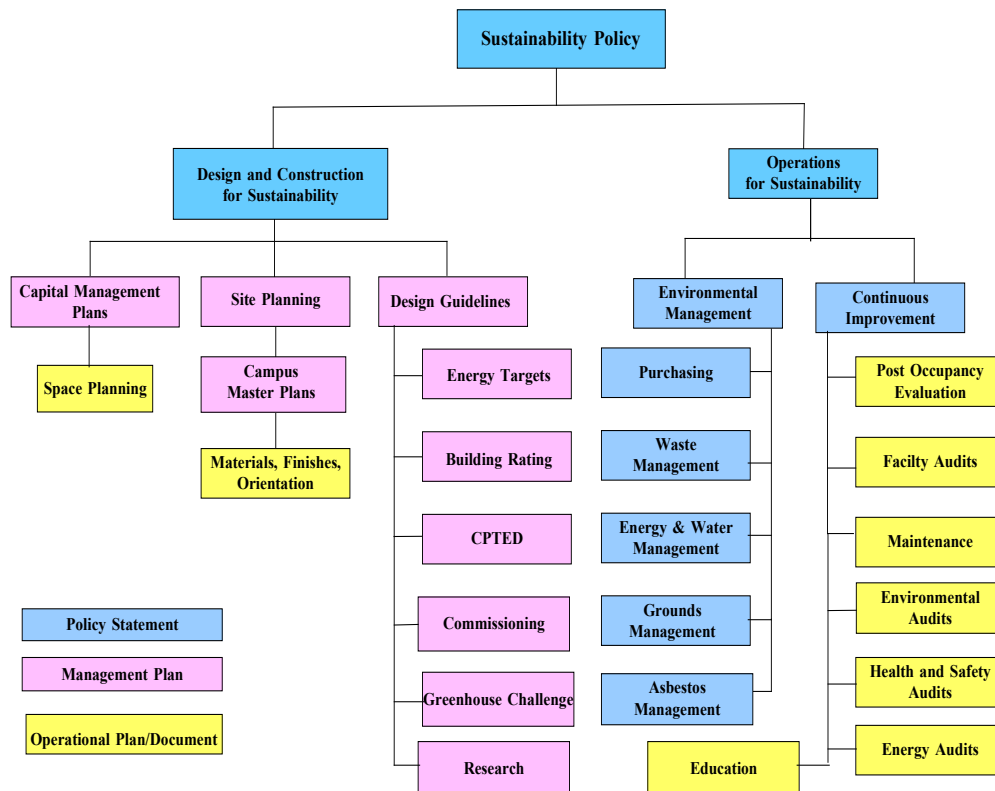 Sustainability Policy
Design and Construction
for Sustainability
Operations
for Sustainability
Capital Management
Plans
Site Planning
Design Guidelines
Environmental
Management
Continuous
Improvement
Space Planning
Campus
Master Plans
Materials, Finishes,
Orientation
Energy Targets
Building Rating
CPTED
Commissioning
Greenhouse Challenge
Research
Purchasing
Waste
Management
Energy & Water
Management
Grounds
Management
Asbestos
Management
Post Occupancy
Evaluation
Facilty Audits
Maintenance
Environmental
Audits
Health and Safety
Audits
Energy Audits
Education
Policy Statement
Management Plan
Operational Plan/Document